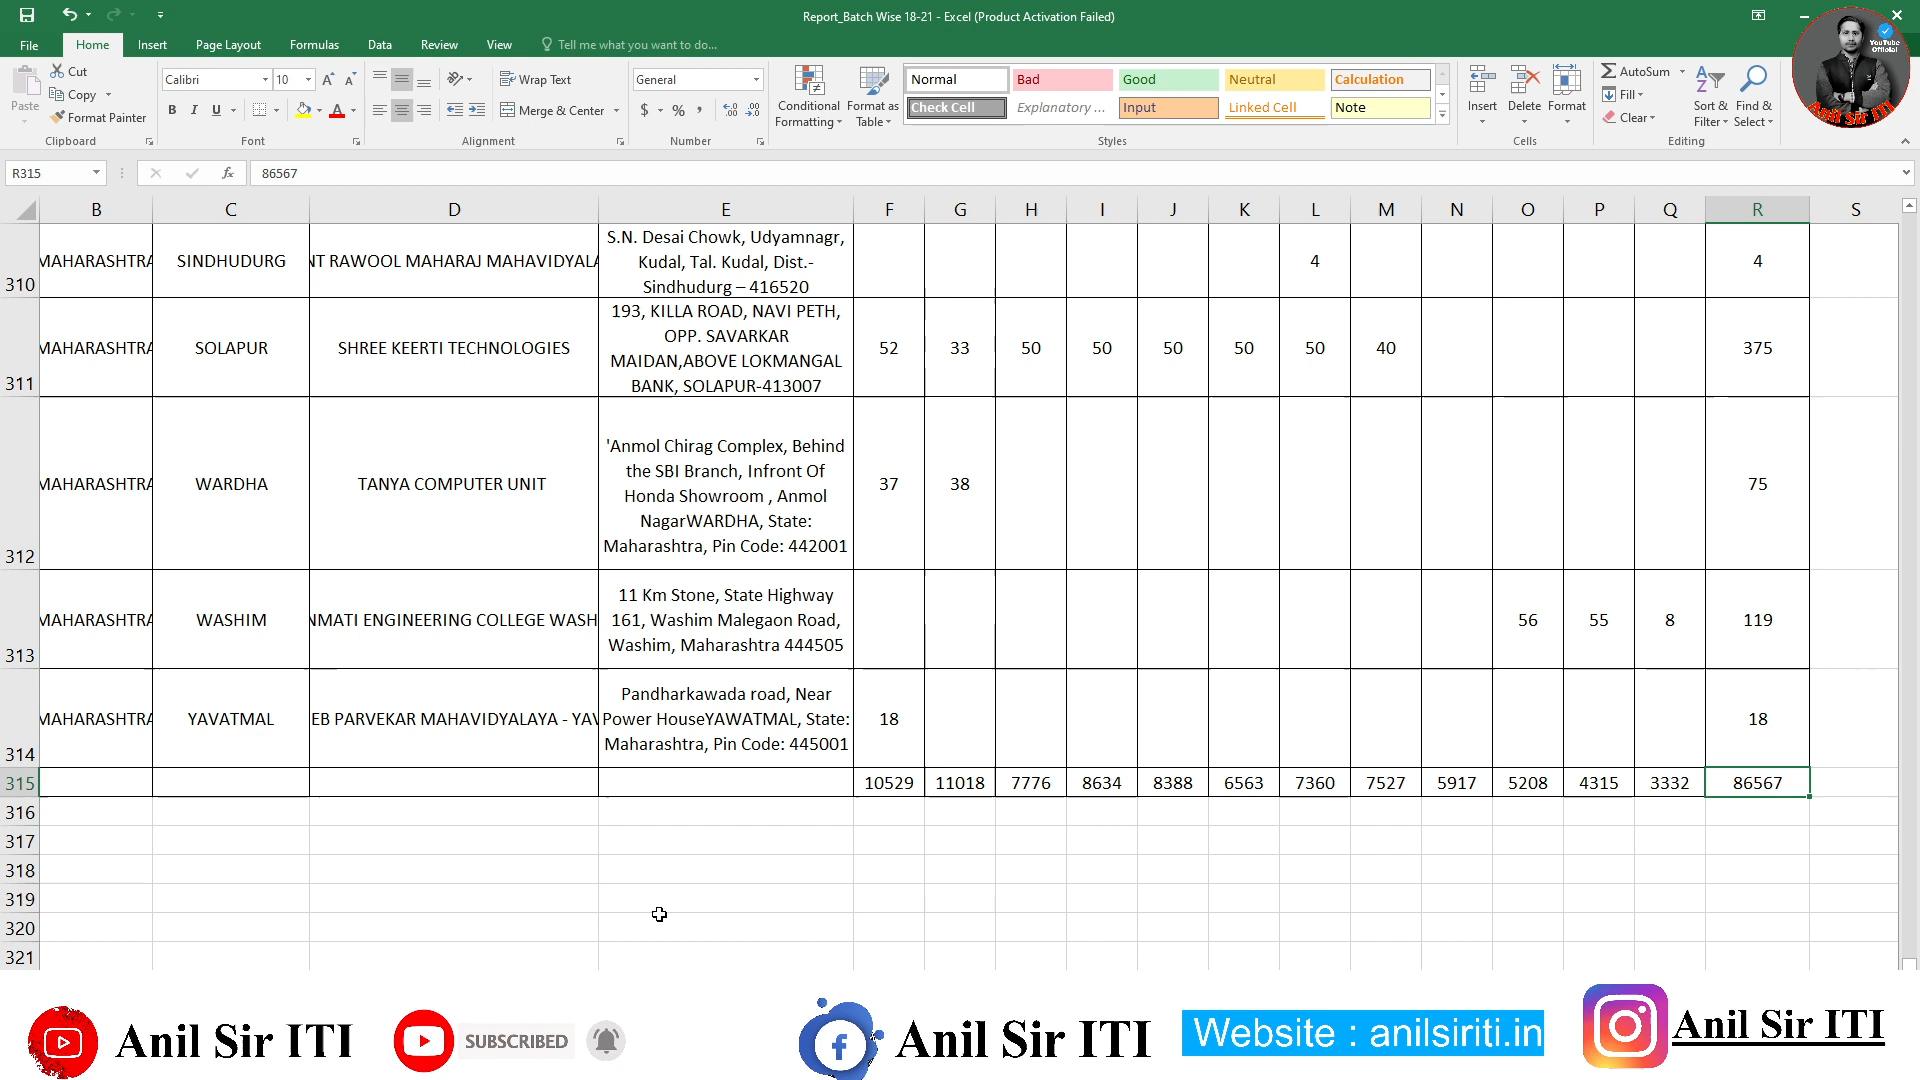 Report_Batch Wise 18-21 - Excel (Product Activation Failed)
File Home Insert Page Layout Formulas Data Review View Tell me what you want to do...
YouTube Official
Anil Sir ITI
Paste Cut Copy Format Painter Clipboard
Calibri 10 B I U Font
Wrap Text Merge & Center Alignment
General $ % , Number
Conditional Formatting Format as Table
Normal Bad Good Neutral Calculation
Check Cell Explanatory ... Input Linked Cell Note
Styles
Insert Delete Format Cells
AutoSum Fill Clear Sort & Filter Find & Select Editing
R315 fx 86567
B C D E F G H I J K L M N O P Q R S
310 MAHARASHTRA SINDHUDURG NT RAWOOL MAHARAJ MAHAVIDYALA S.N. Desai Chowk, Udyamnagr, Kudal, Tal. Kudal, Dist.- Sindhudurg – 416520 4 4
311 MAHARASHTRA SOLAPUR SHREE KEERTI TECHNOLOGIES 193, KILLA ROAD, NAVI PETH, OPP. SAVARKAR MAIDAN,ABOVE LOKMANGAL BANK, SOLAPUR-413007 52 33 50 50 50 50 50 40 375
312 MAHARASHTRA WARDHA TANYA COMPUTER UNIT 'Anmol Chirag Complex, Behind the SBI Branch, Infront Of Honda Showroom , Anmol NagarWARDHA, State: Maharashtra, Pin Code: 442001 37 38 75
313 MAHARASHTRA WASHIM NMATI ENGINEERING COLLEGE WASH 11 Km Stone, State Highway 161, Washim Malegaon Road, Washim, Maharashtra 444505 56 55 8 119
314 MAHARASHTRA YAVATMAL EB PARVEKAR MAHAVIDYALAYA - YAV Pandharkawada road, Near Power HouseYAWATMAL, State: Maharashtra, Pin Code: 445001 18 18
315 10529 11018 7776 8634 8388 6563 7360 7527 5917 5208 4315 3332 86567
316
317
318
319
320
321
Anil Sir ITI SUBSCRIBED Anil Sir ITI Website : anilsiriti.in Anil Sir ITI